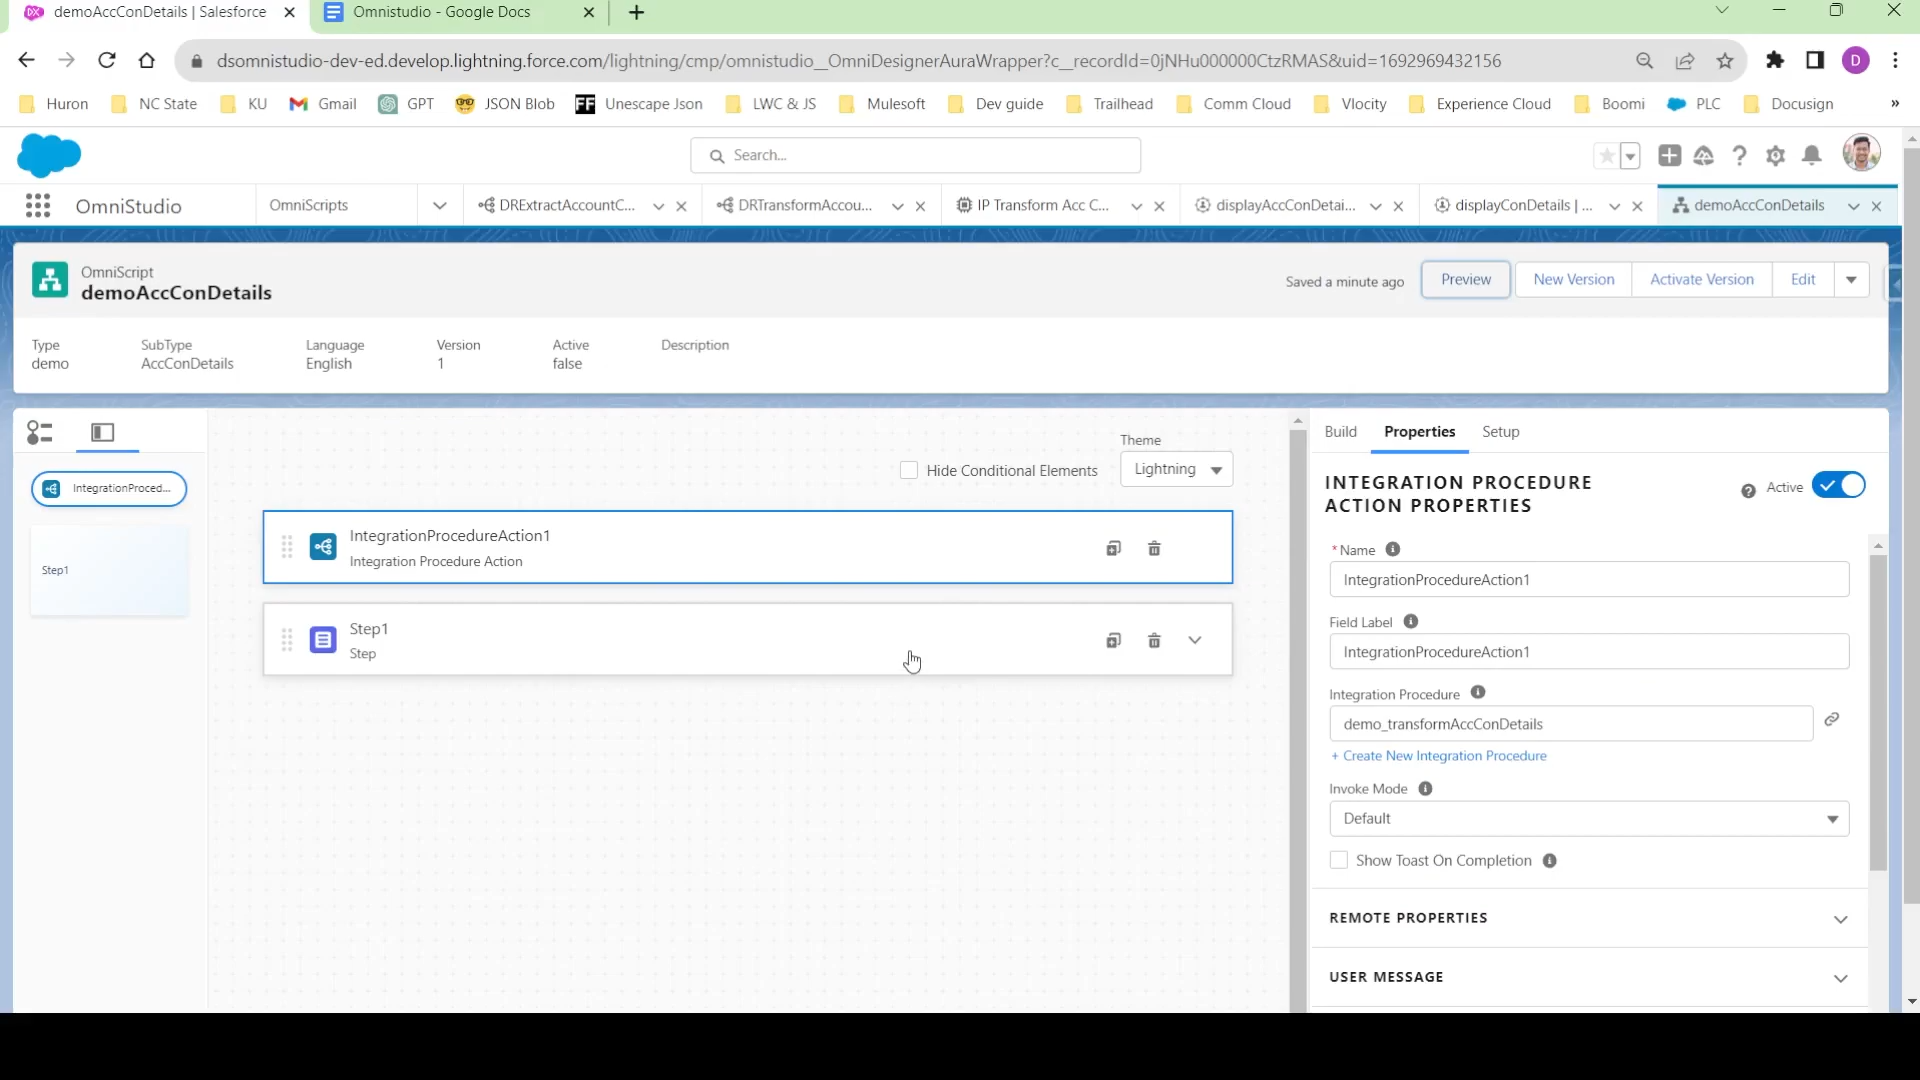 demoAccConDetails | Salesforce
Omnistudio - Google Docs
dsomnistudio-dev-ed.develop.lightning.force.com/lightning/cmp/omnistudio__OmniDesignerAuraWrapper?c__recordId=0jNHu000000CtzRMAS&uid=1692969432156
D
Huron NC State KU Gmail GPT JSON Blob FF Unescape Json LWC & JS Mulesoft Dev guide Trailhead Comm Cloud Vlocity Experience Cloud Boomi PLC Docusign »
Search...
OmniStudio OmniScripts DRExtractAccountC... DRTransformAccou... IP Transform Acc C... displayAccConDetai... displayConDetails | ... demoAccConDetails
OmniScript
demoAccConDetails
Saved a minute ago Preview New Version Activate Version Edit
Type SubType Language Version Active Description
demo AccConDetails English 1 false
Theme
Hide Conditional Elements Lightning
IntegrationProced...
Step1
IntegrationProcedureAction1
Integration Procedure Action
Step1
Step
Build Properties Setup
INTEGRATION PROCEDURE
ACTION PROPERTIES
Active
* Name
IntegrationProcedureAction1
Field Label
IntegrationProcedureAction1
Integration Procedure
demo_transformAccConDetails
+ Create New Integration Procedure
Invoke Mode
Default
Show Toast On Completion
REMOTE PROPERTIES
USER MESSAGE